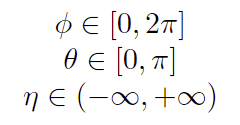 ϕ ∈ [0, 2π]
θ ∈ [0, π]
η ∈ (−∞, +∞)